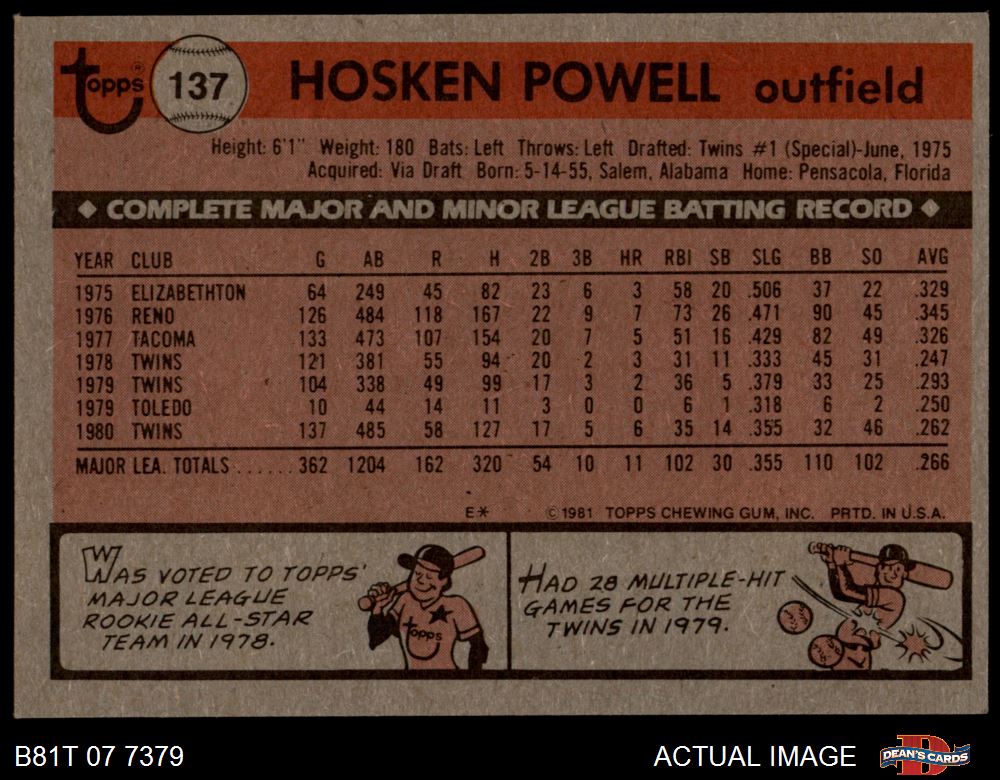 Topps® 137 HOSKEN POWELL outfield
Height: 6'1" Weight: 180 Bats: Left Throws: Left Drafted: Twins #1 (Special)-June, 1975
Acquired: Via Draft Born: 5-14-55, Salem, Alabama Home: Pensacola, Florida
◆ COMPLETE MAJOR AND MINOR LEAGUE BATTING RECORD ◆
YEAR CLUB G AB R H 2B 3B HR RBI SB SLG BB SO AVG
1975 ELIZABETHTON 64 249 45 82 23 6 3 58 20 .506 37 22 .329
1976 RENO 126 484 118 167 22 9 7 73 26 .471 90 45 .345
1977 TACOMA 133 473 107 154 20 7 5 51 16 .429 82 49 .326
1978 TWINS 121 381 55 94 20 2 3 31 11 .333 45 31 .247
1979 TWINS 104 338 49 99 17 3 2 36 5 .379 33 25 .293
1979 TOLEDO 10 44 14 11 3 0 0 6 1 .318 6 2 .250
1980 TWINS 137 485 58 127 17 5 6 35 14 .355 32 46 .262
MAJOR LEA. TOTALS...... 362 1204 162 320 54 10 11 102 30 .355 110 102 .266
E* ©1981 TOPPS CHEWING GUM, INC. PRTD. IN U.S.A.
WAS VOTED TO TOPPS'
MAJOR LEAGUE
ROOKIE ALL-STAR
TEAM IN 1978.
Topps
HAD 28 MULTIPLE-HIT
GAMES FOR THE
TWINS IN 1979.
B81T 07 7379 ACTUAL IMAGE DEAN'S CARDS